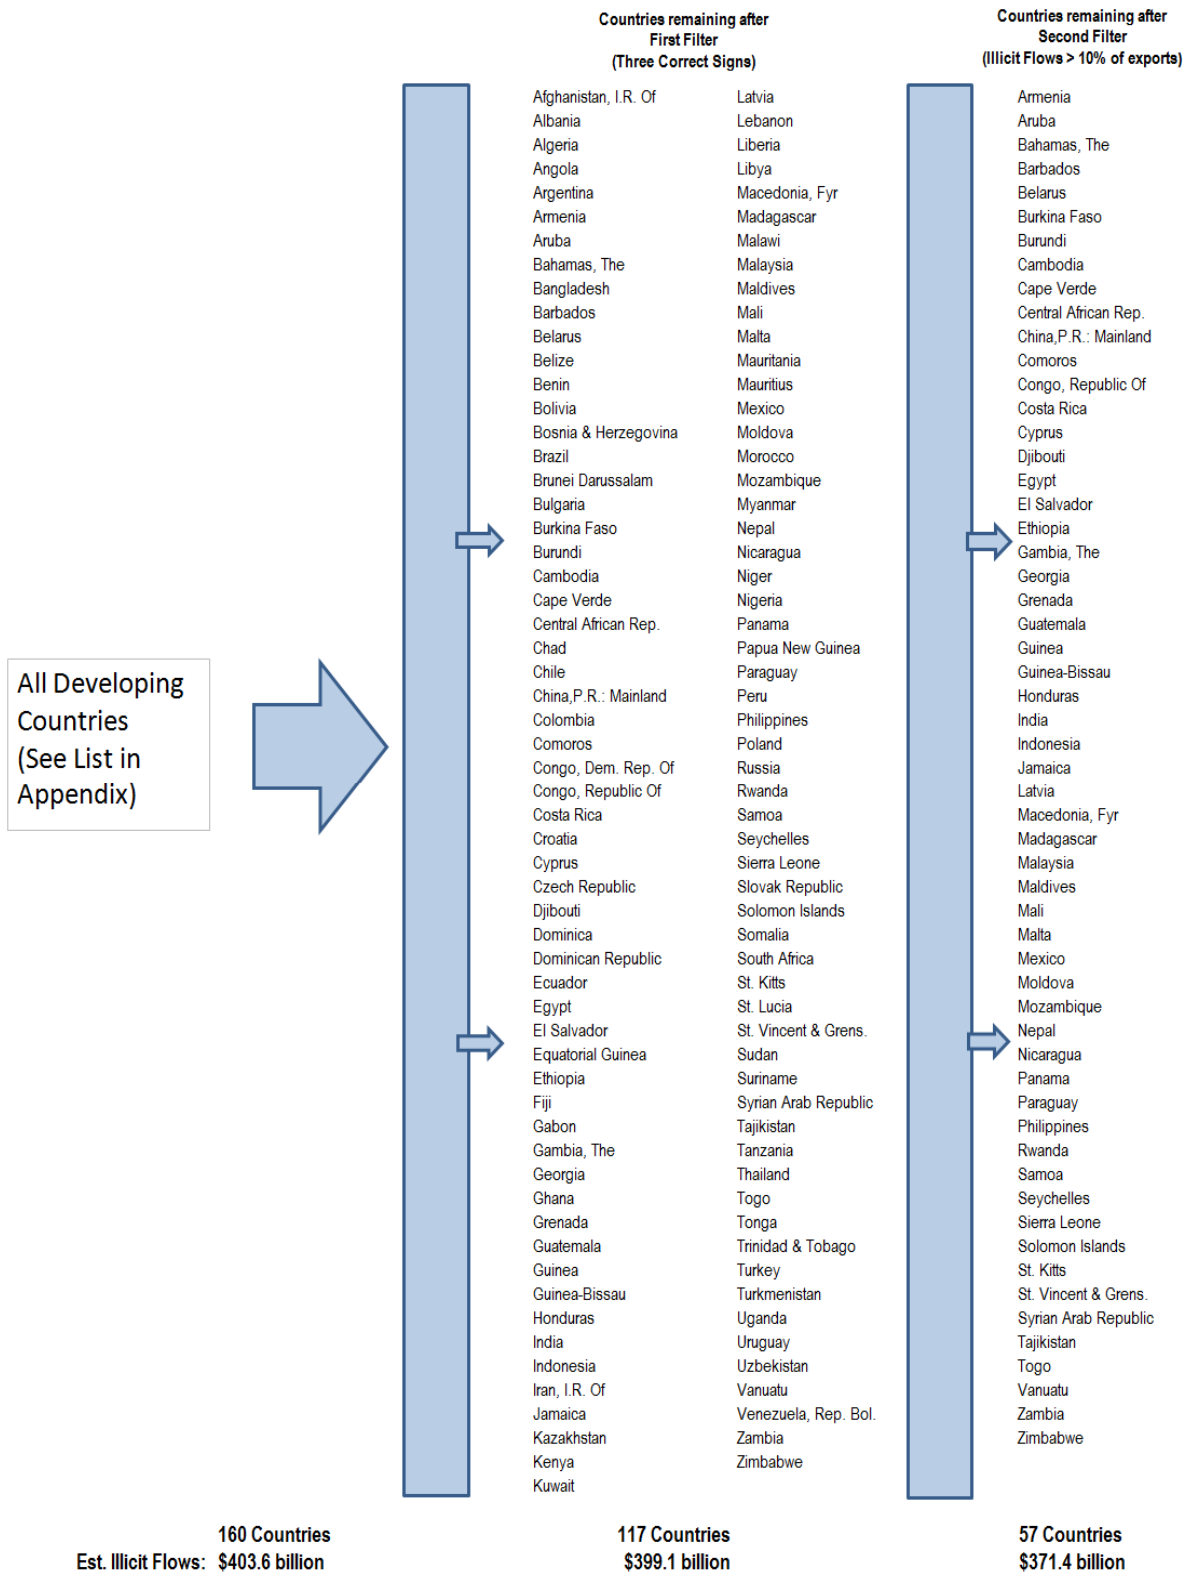 Countries remaining after
First Filter
(Three Correct Signs)
Countries remaining after
Second Filter
(Illicit Flows > 10% of exports)
All Developing
Countries
(See List in
Appendix)
Afghanistan, I.R. Of
Albania
Algeria
Angola
Argentina
Armenia
Aruba
Bahamas, The
Bangladesh
Barbados
Belarus
Belize
Benin
Bolivia
Bosnia & Herzegovina
Brazil
Brunei Darussalam
Bulgaria
Burkina Faso
Burundi
Cambodia
Cape Verde
Central African Rep.
Chad
Chile
China,P.R.: Mainland
Colombia
Comoros
Congo, Dem. Rep. Of
Congo, Republic Of
Costa Rica
Croatia
Cyprus
Czech Republic
Djibouti
Dominica
Dominican Republic
Ecuador
Egypt
El Salvador
Equatorial Guinea
Ethiopia
Fiji
Gabon
Gambia, The
Georgia
Ghana
Grenada
Guatemala
Guinea
Guinea-Bissau
Honduras
India
Indonesia
Iran, I.R. Of
Jamaica
Kazakhstan
Kenya
Kuwait
Latvia
Lebanon
Liberia
Libya
Macedonia, Fyr
Madagascar
Malawi
Malaysia
Maldives
Mali
Malta
Mauritania
Mauritius
Mexico
Moldova
Morocco
Mozambique
Myanmar
Nepal
Nicaragua
Niger
Nigeria
Panama
Papua New Guinea
Paraguay
Peru
Philippines
Poland
Russia
Rwanda
Samoa
Seychelles
Sierra Leone
Slovak Republic
Solomon Islands
Somalia
South Africa
St. Kitts
St. Lucia
St. Vincent & Grens.
Sudan
Suriname
Syrian Arab Republic
Tajikistan
Tanzania
Thailand
Togo
Tonga
Trinidad & Tobago
Turkey
Turkmenistan
Uganda
Uruguay
Uzbekistan
Vanuatu
Venezuela, Rep. Bol.
Zambia
Zimbabwe
Armenia
Aruba
Bahamas, The
Barbados
Belarus
Burkina Faso
Burundi
Cambodia
Cape Verde
Central African Rep.
China,P.R.: Mainland
Comoros
Congo, Republic Of
Costa Rica
Cyprus
Djibouti
Egypt
El Salvador
Ethiopia
Gambia, The
Georgia
Grenada
Guatemala
Guinea
Guinea-Bissau
Honduras
India
Indonesia
Jamaica
Latvia
Macedonia, Fyr
Madagascar
Malaysia
Maldives
Mali
Malta
Mexico
Moldova
Mozambique
Nepal
Nicaragua
Panama
Paraguay
Philippines
Rwanda
Samoa
Seychelles
Sierra Leone
Solomon Islands
St. Kitts
St. Vincent & Grens.
Syrian Arab Republic
Tajikistan
Togo
Vanuatu
Zambia
Zimbabwe
160 Countries
117 Countries
57 Countries
Est. Illicit Flows: $403.6 billion
$399.1 billion
$371.4 billion